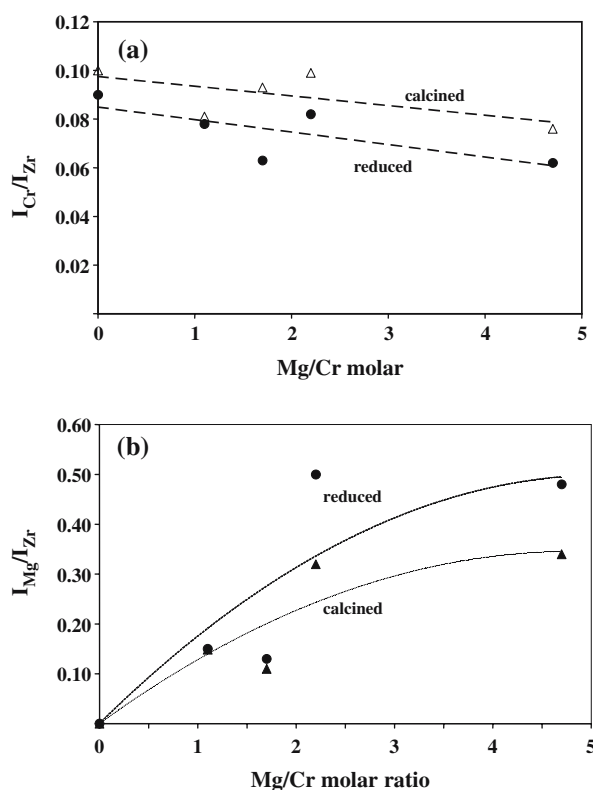 0.12
(a)
0.10
calcined
0.08
reduced
0.06
0.04
0.02
I_Cr/I_Zr
0 1 2 3 4 5
Mg/Cr molar
0.60
(b)
0.50
reduced
0.40
0.30
calcined
0.20
0.10
I_Mg/I_Zr
0 1 2 3 4 5
Mg/Cr molar ratio